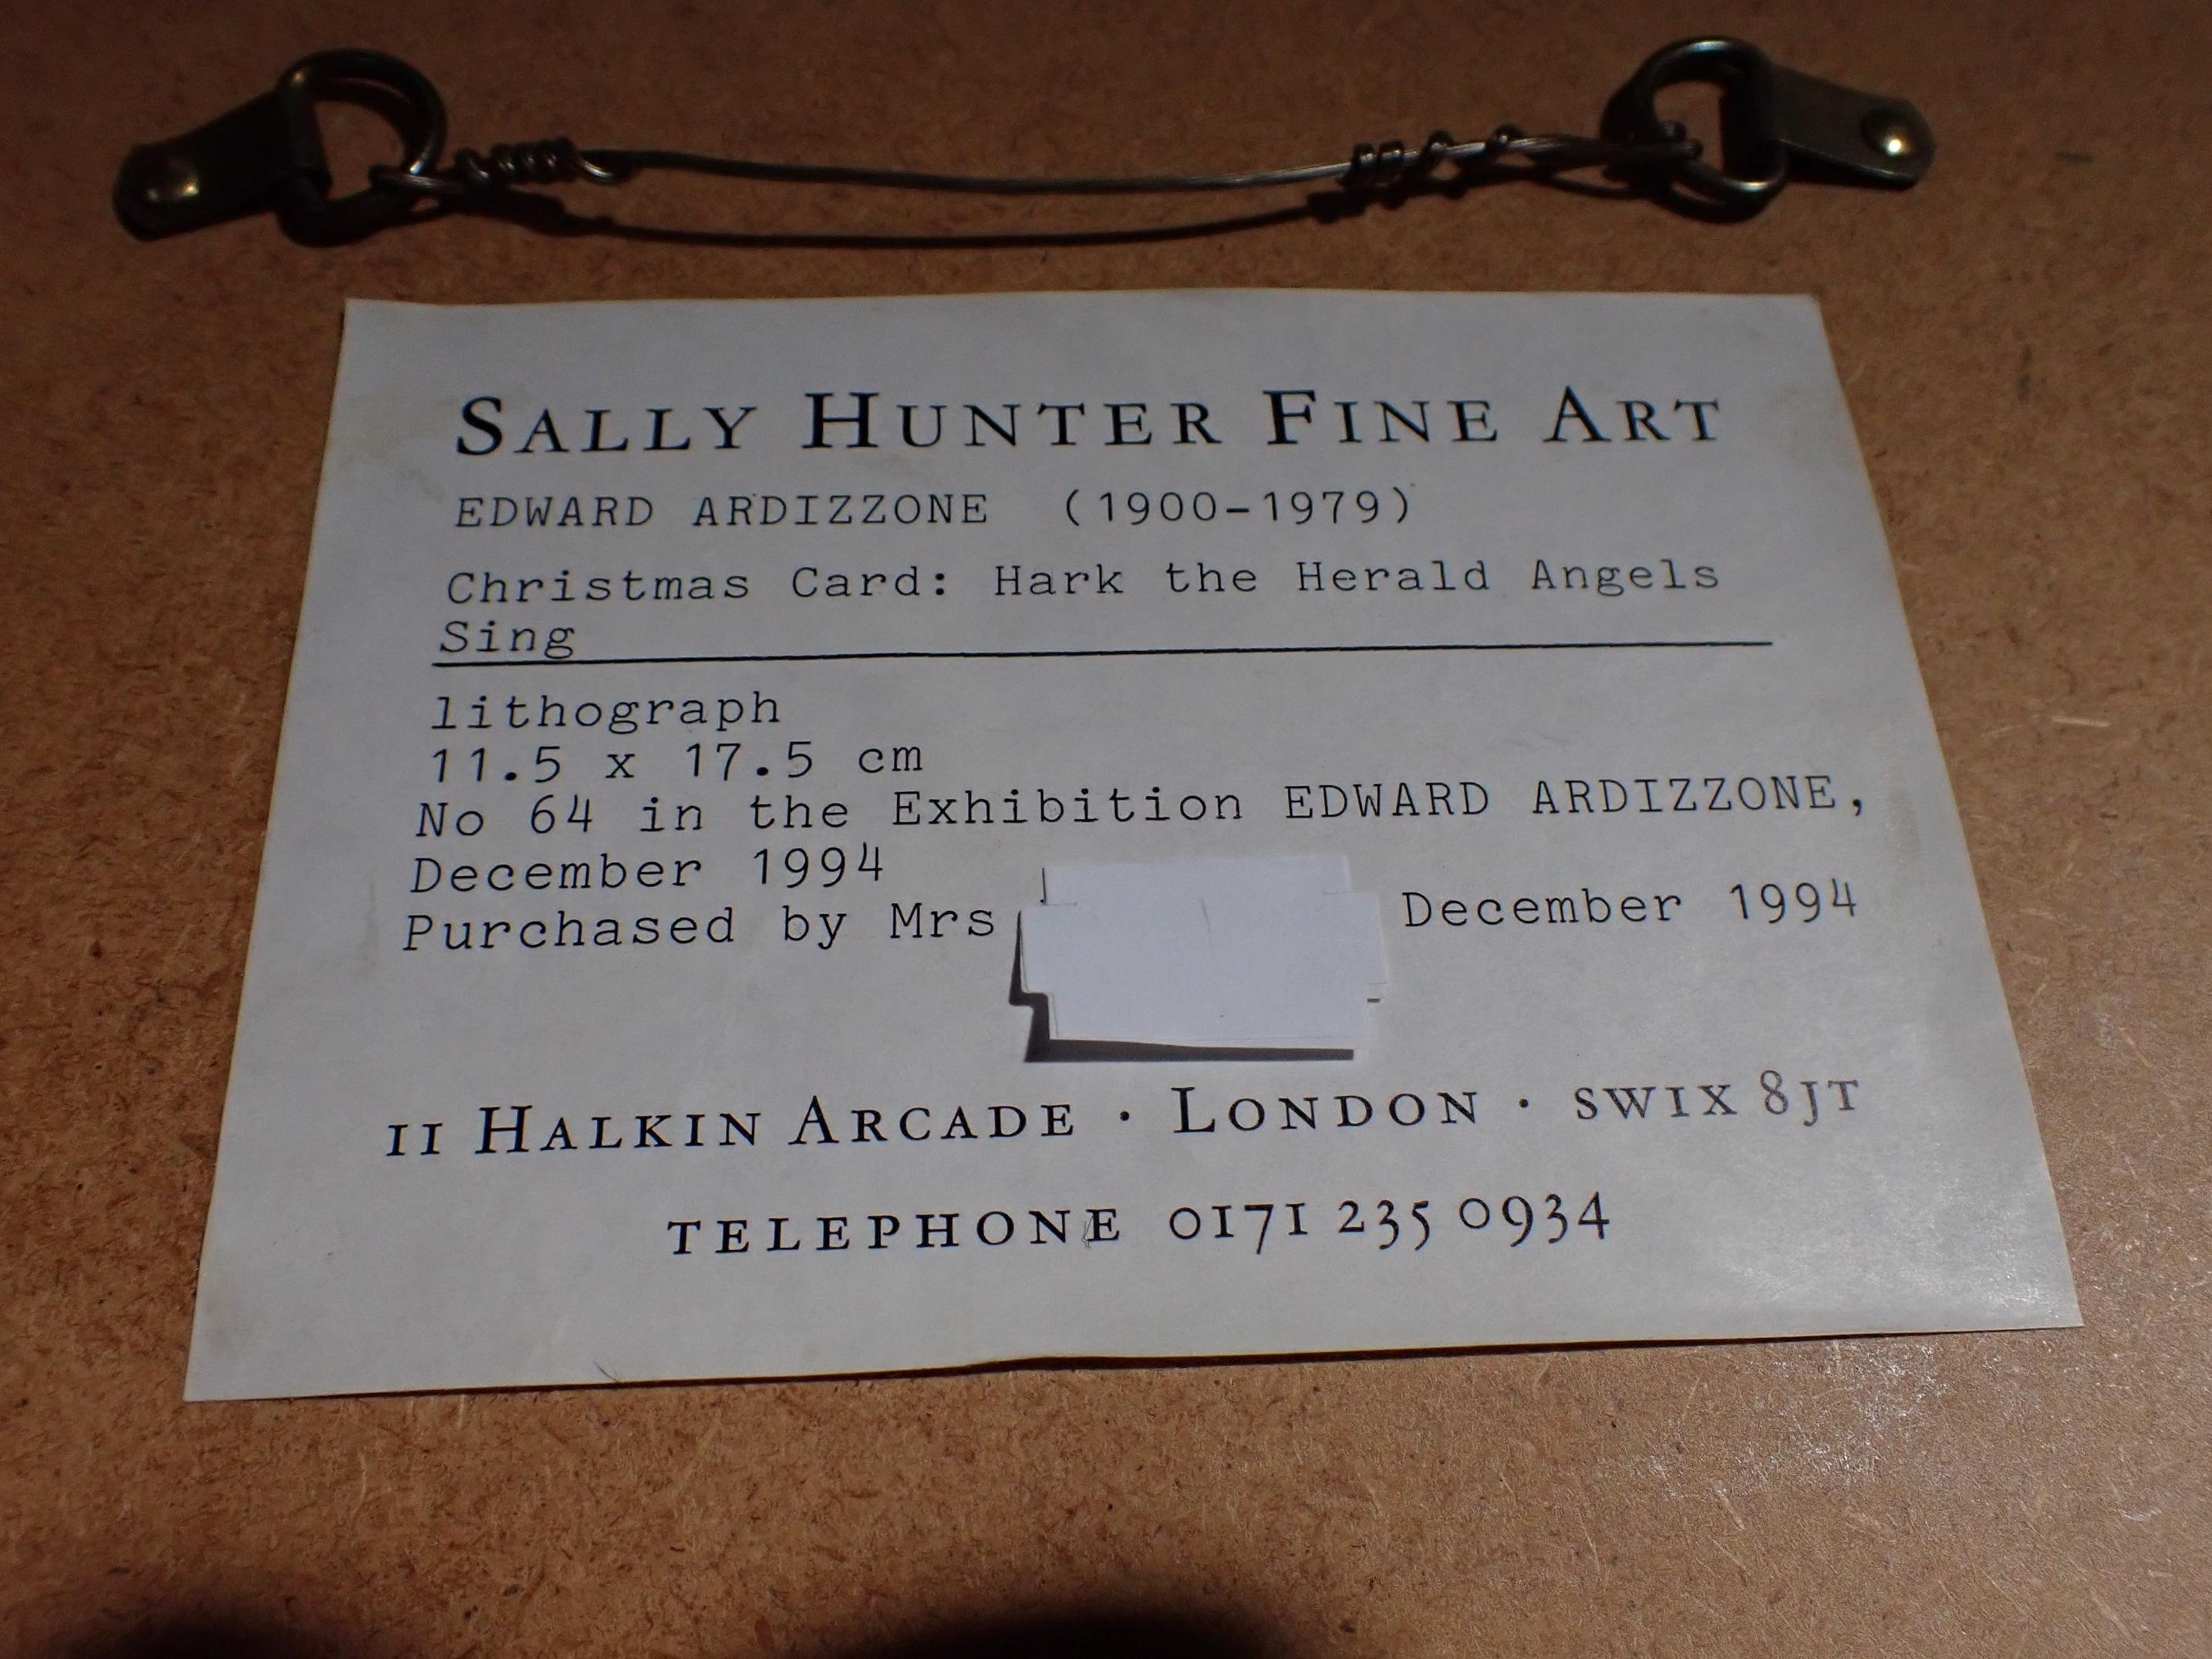 SALLY HUNTER FINE ART
EDWARD ARDIZZONE (1900-1979)
Christmas Card: Hark the Herald Angels
Sing
lithograph
11.5 x 17.5 cm
No 64 in the Exhibition EDWARD ARDIZZONE,
December 1994
Purchased by Mrs December 1994
11 HALKIN ARCADE · LONDON · SW1X 8JT
TELEPHONE 0171 235 0934